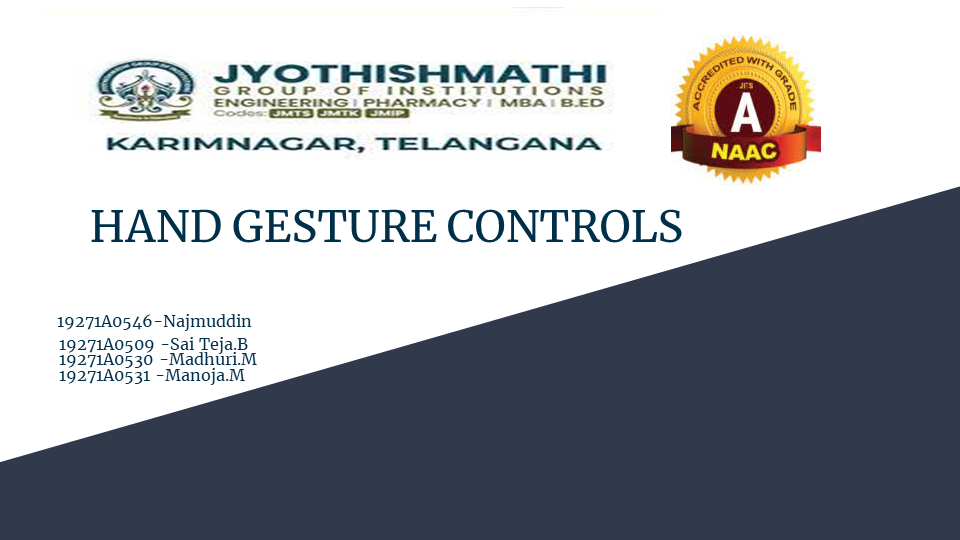 JYOTHISHMATHI
GROUP OF INSTITUTIONS
ENGINEERING | PHARMACY | MBA | B.ED
Codes: JMTS JMTK JMIP
KARIMNAGAR, TELANGANA
ACCREDITED WITH GRADE
A
NAAC
HAND GESTURE CONTROLS
19271A0546-Najmuddin
19271A0509 -Sai Teja.B
19271A0530 -Madhuri.M
19271A0531 -Manoja.M